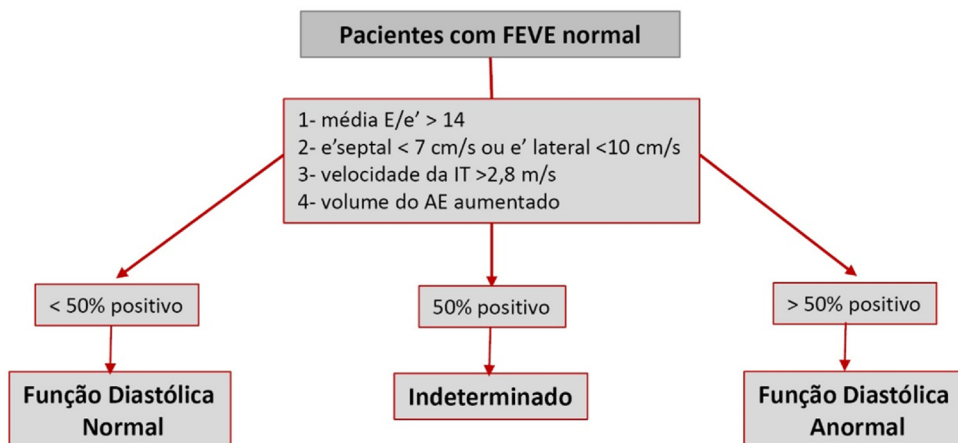 Pacientes com FEVE normal
1- média E/e’ > 14
2- e’septal < 7 cm/s ou e’ lateral <10 cm/s
3- velocidade da IT >2,8 m/s
4- volume do AE aumentado
< 50% positivo
50% positivo
> 50% positivo
Função Diastólica
Normal
Indeterminado
Função Diastólica
Anormal